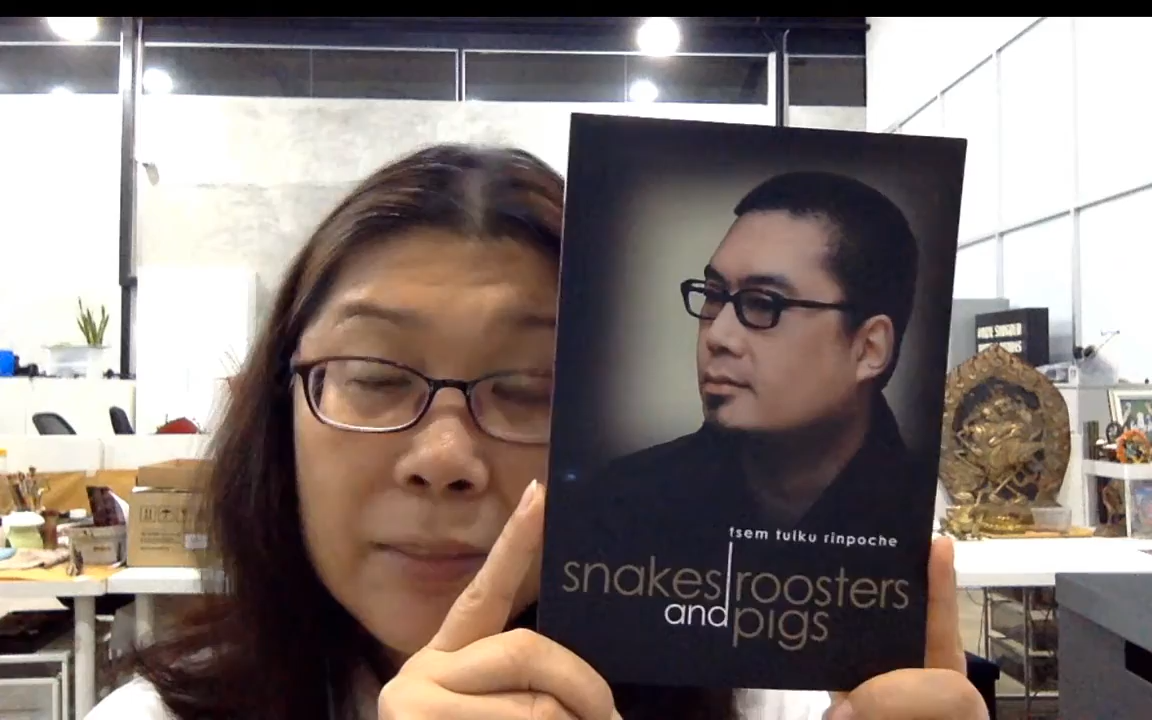 tsem tulku rinpoche
snakes roosters
and pigs